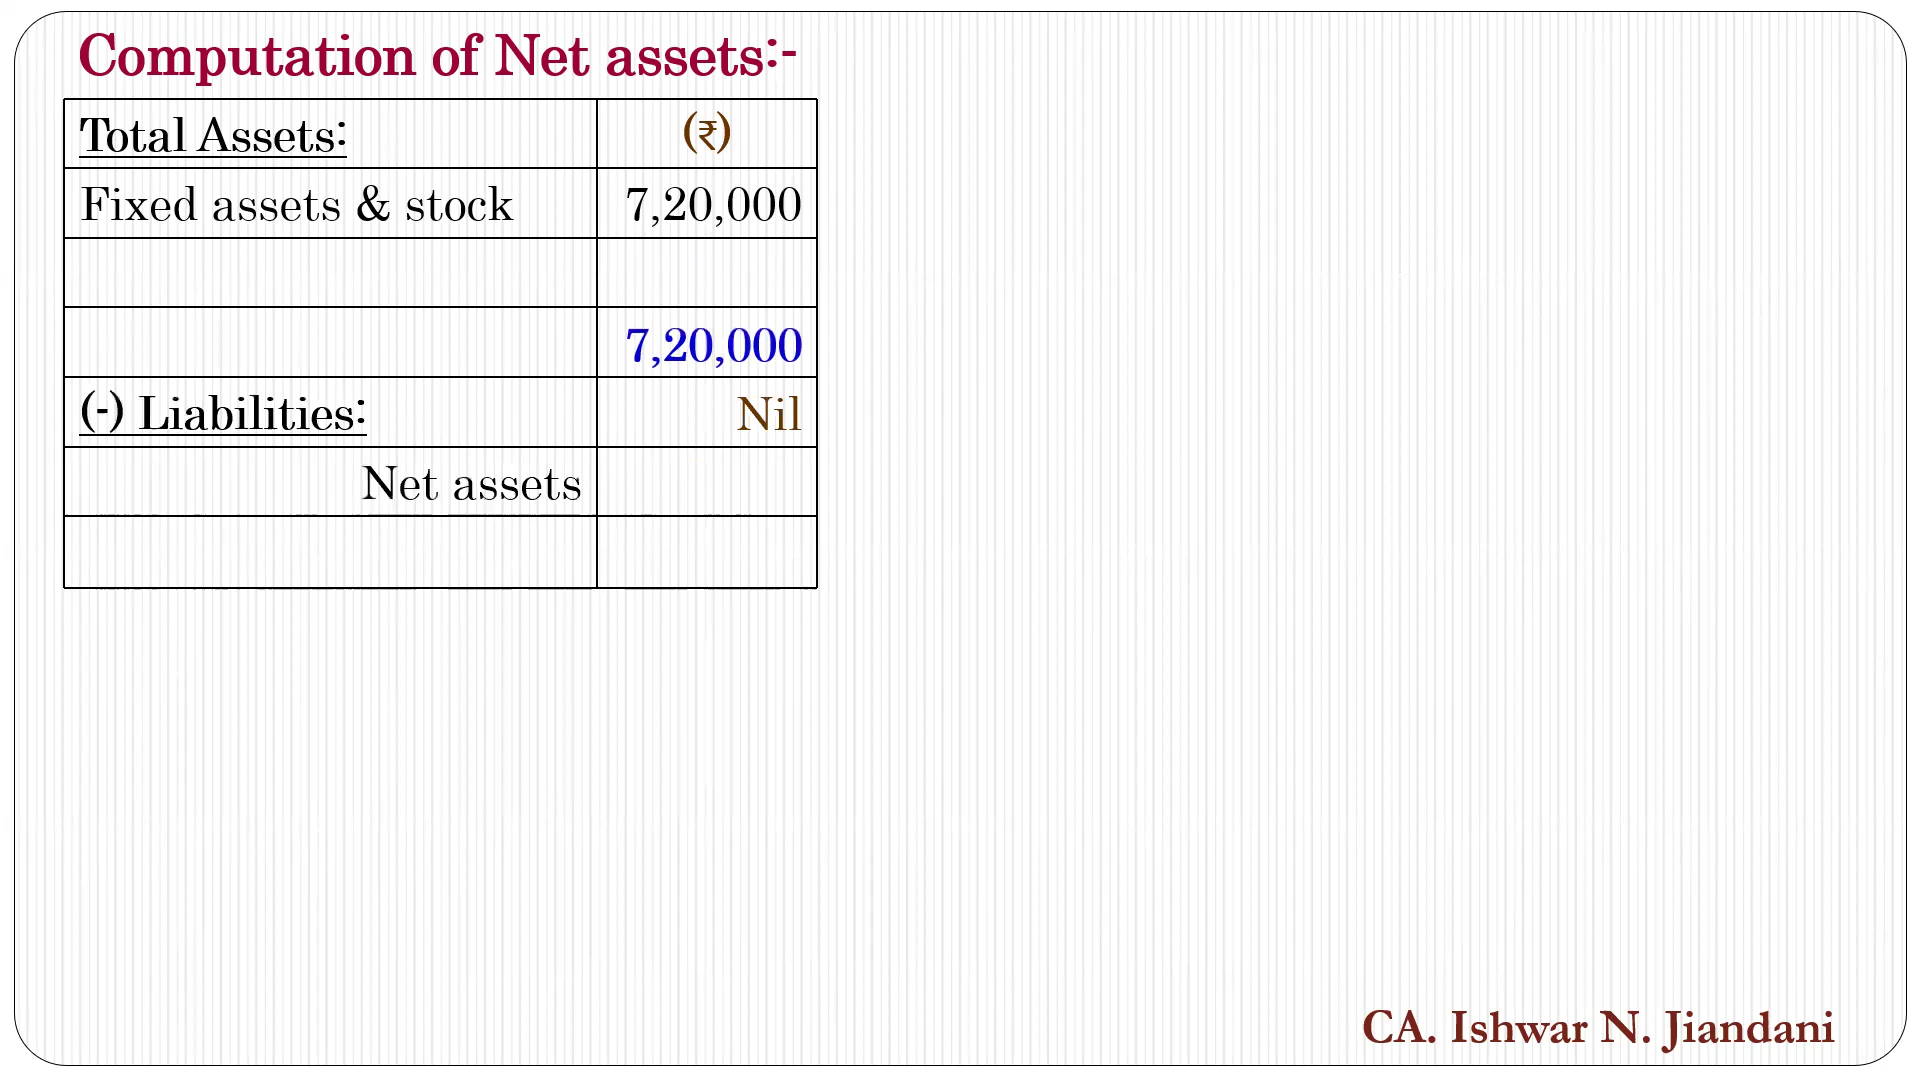 Computation of Net assets:-
Total Assets: (₹)
Fixed assets & stock 7,20,000
7,20,000
(-) Liabilities: Nil
Net assets
CA. Ishwar N. Jiandani